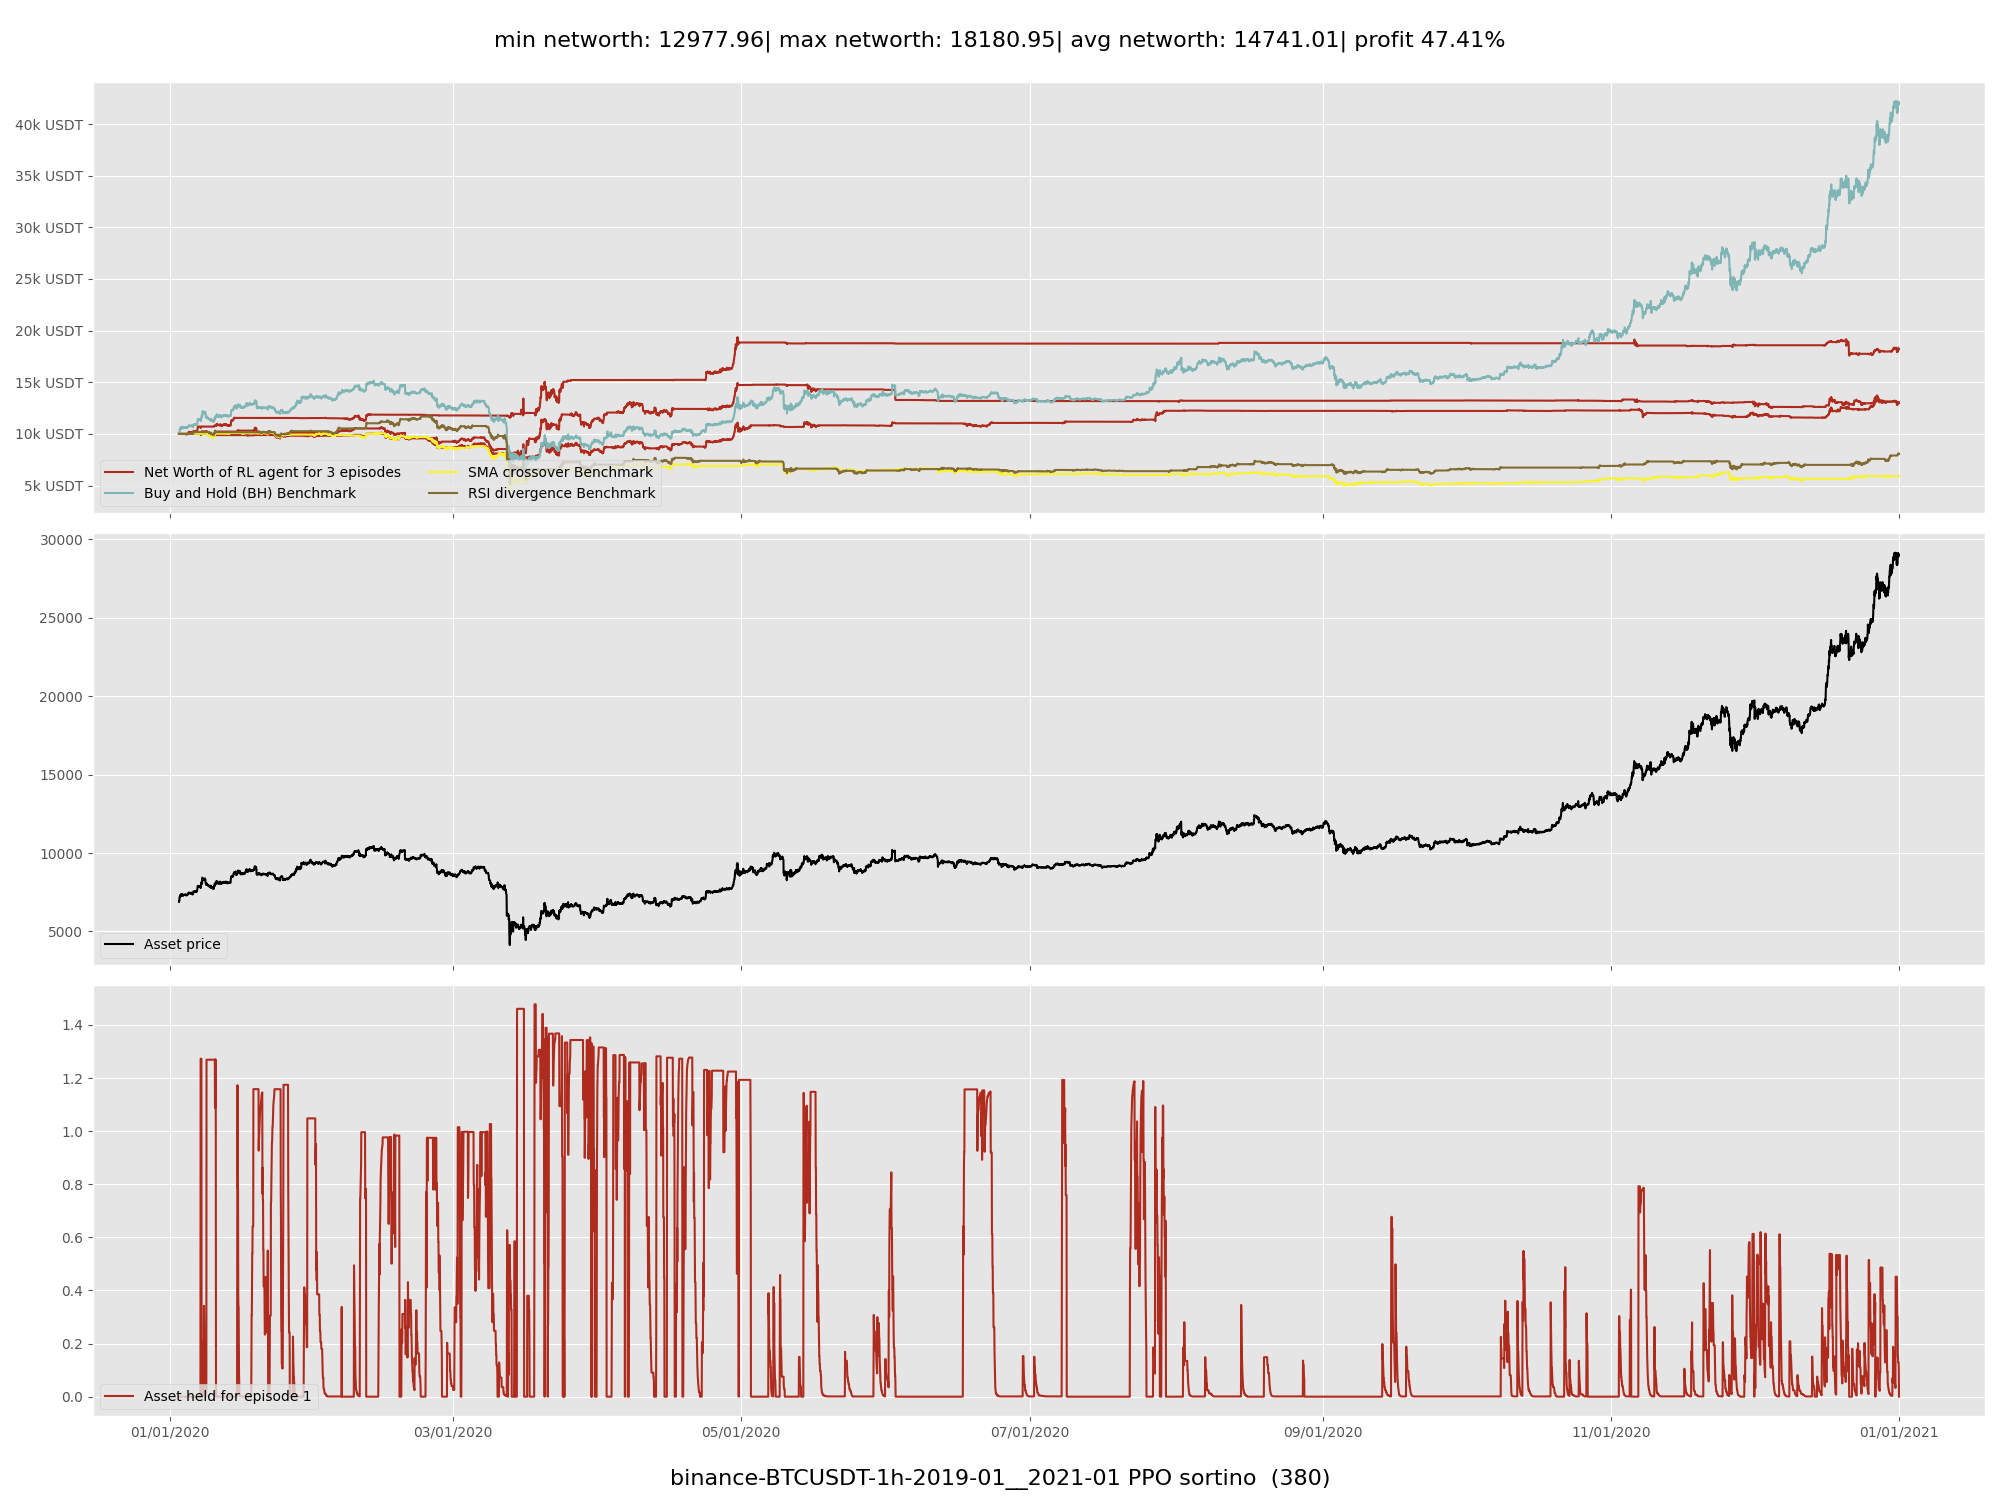 min networth: 12977.96| max networth: 18180.95| avg networth: 14741.01| profit 47.41%
40k USDT
35k USDT
30k USDT
25k USDT
20k USDT
15k USDT
10k USDT
5k USDT
Net Worth of RL agent for 3 episodes
Buy and Hold (BH) Benchmark
SMA crossover Benchmark
RSI divergence Benchmark
30000
25000
20000
15000
10000
5000
Asset price
1.4
1.2
1.0
0.8
0.6
0.4
0.2
0.0
Asset held for episode 1
01/01/2020 03/01/2020 05/01/2020 07/01/2020 09/01/2020 11/01/2020 01/01/2021
binance-BTCUSDT-1h-2019-01__2021-01 PPO sortino  (380)